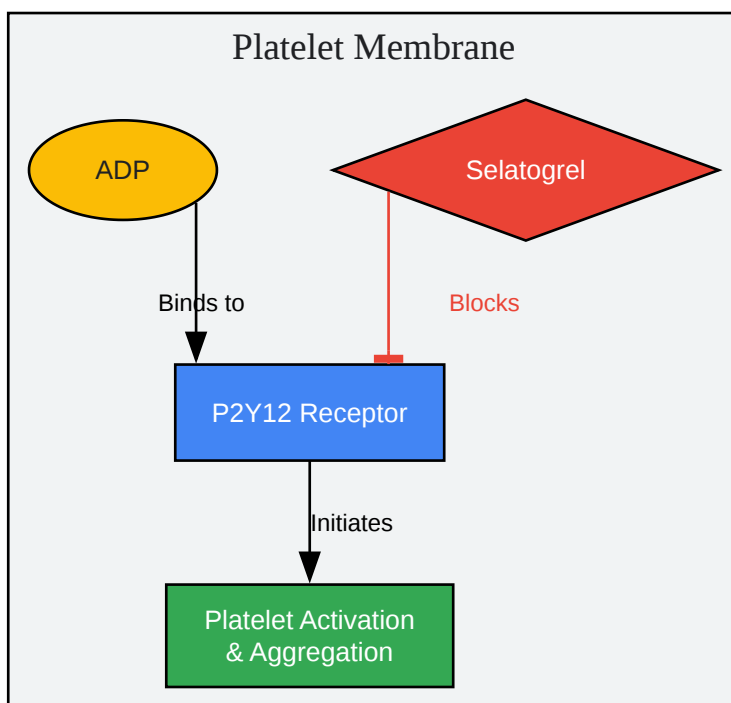 Platelet Membrane
ADP
Selatogrel
Binds to
Blocks
P2Y12 Receptor
Initiates
Platelet Activation
& Aggregation